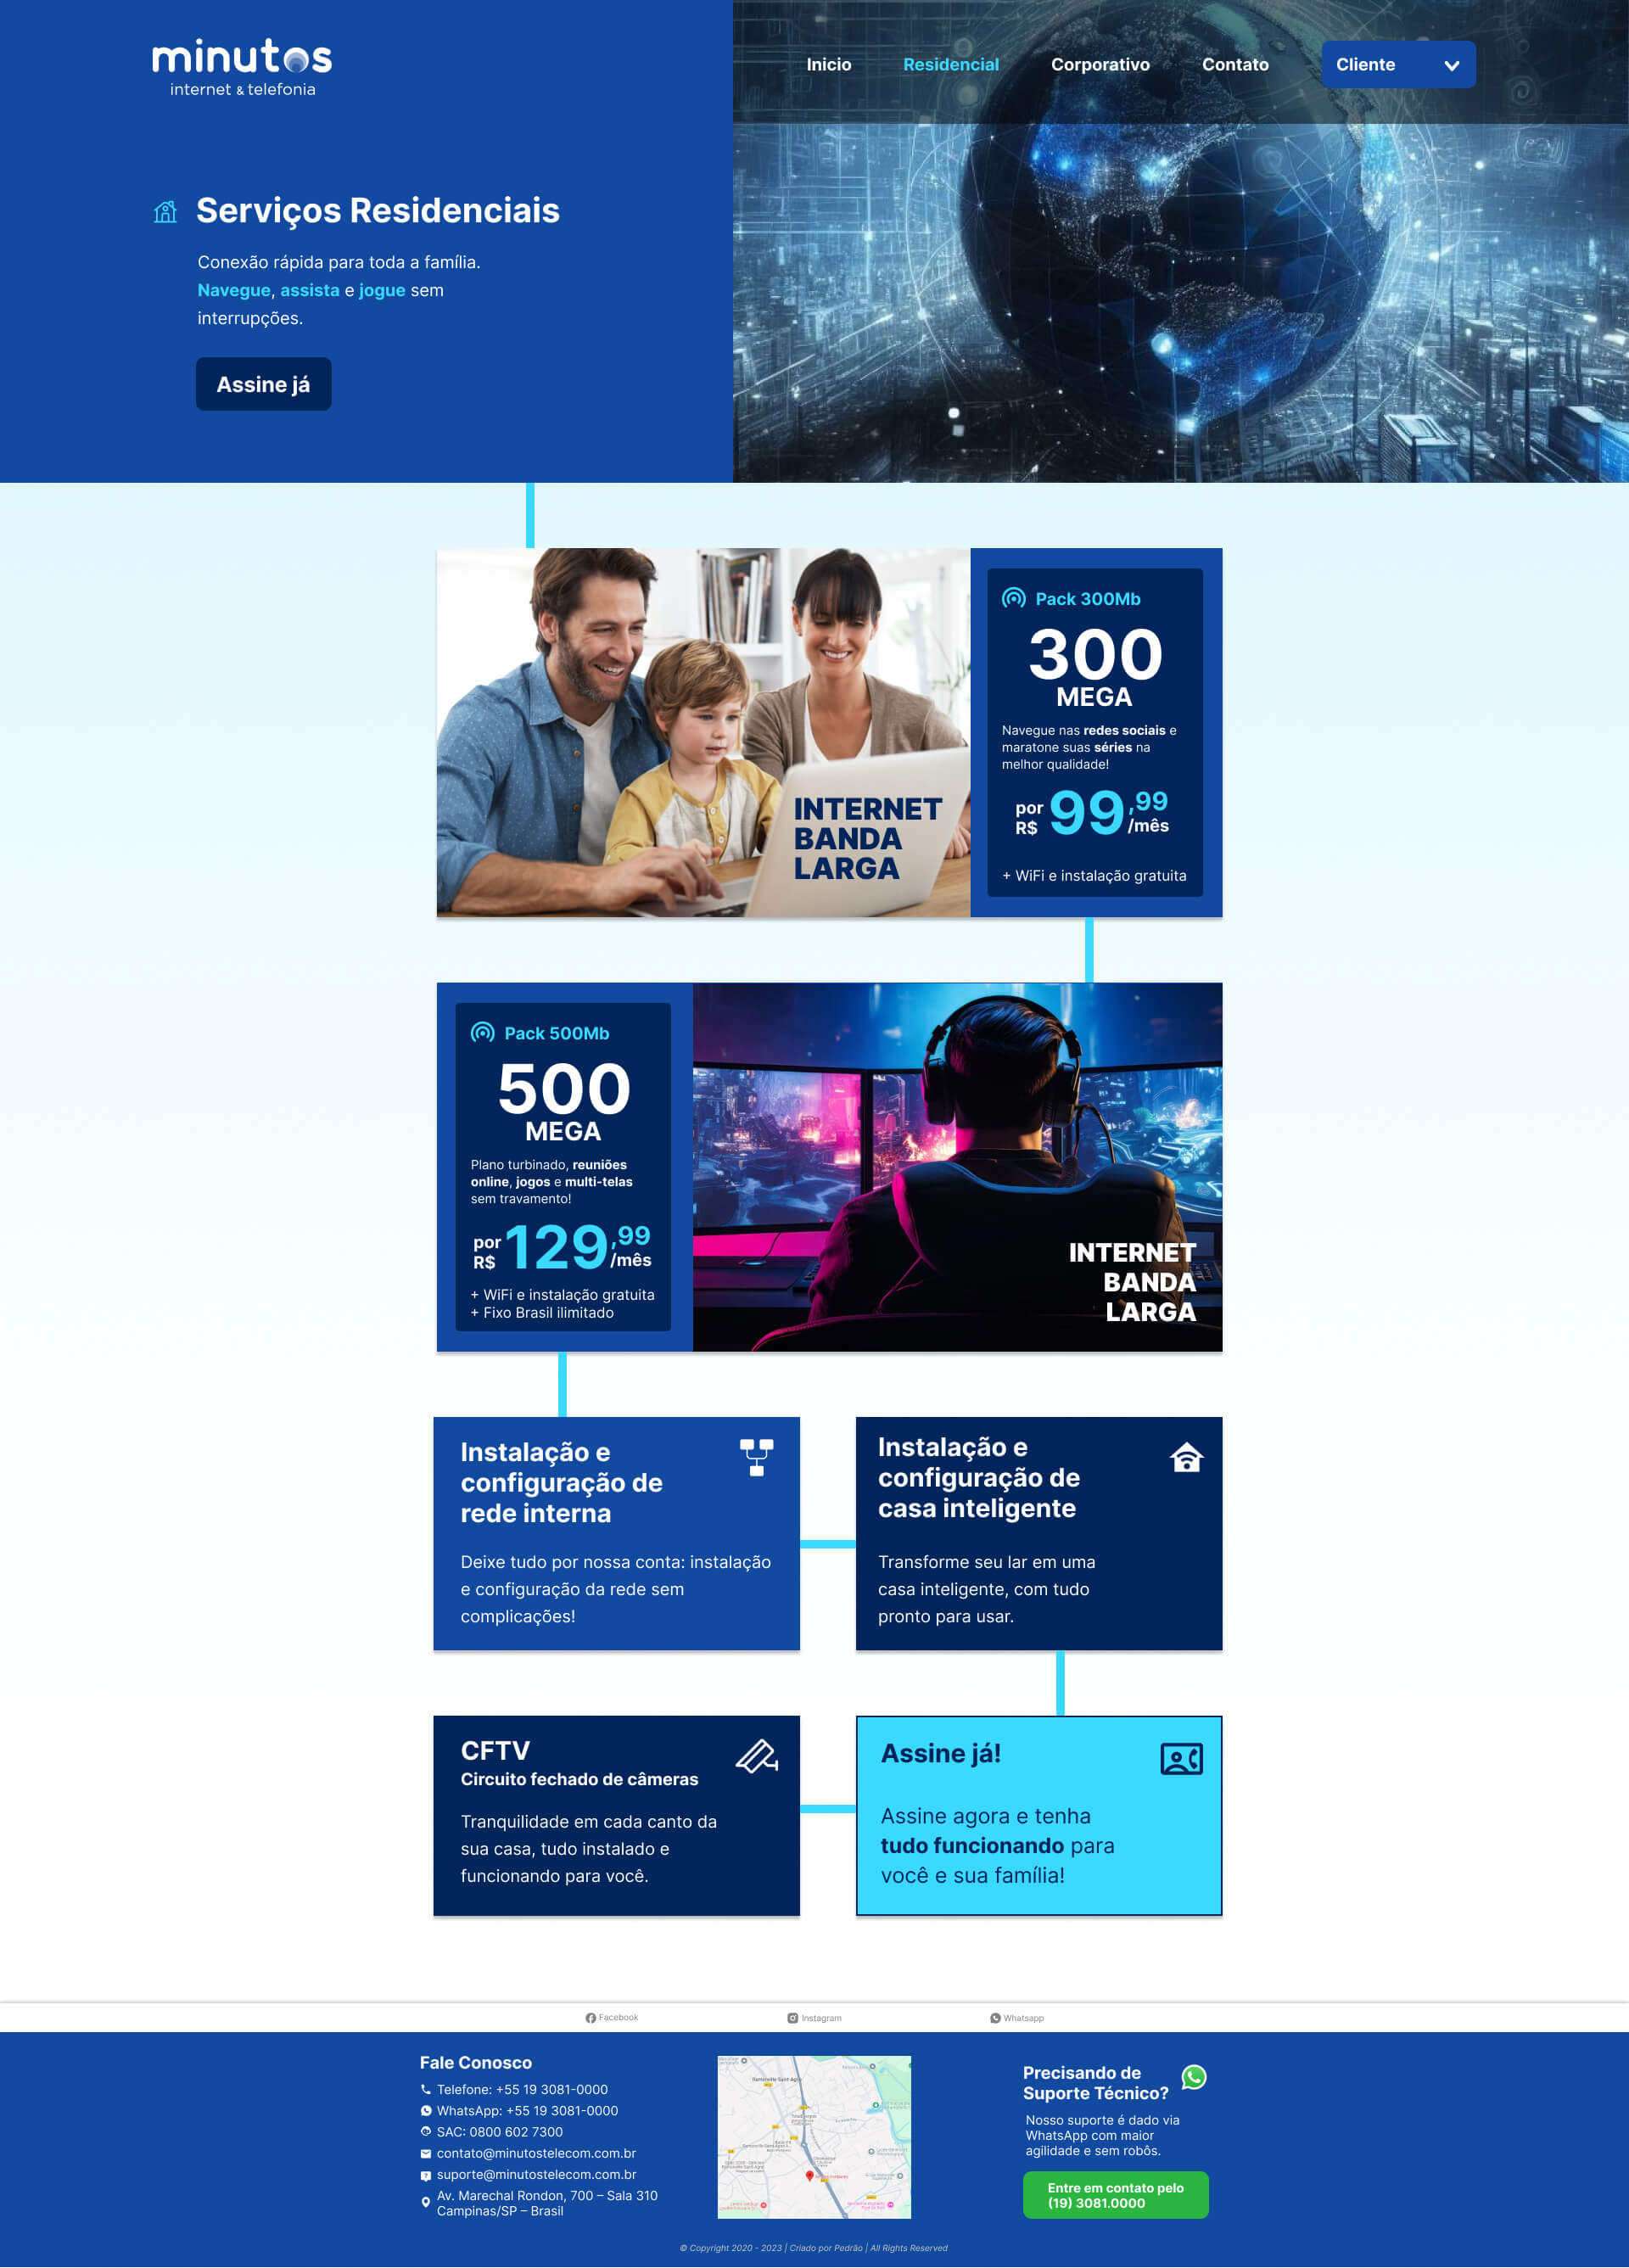 minutos
internet & telefonia
Inicio
Residencial
Corporativo
Contato
Cliente
Serviços Residenciais
Conexão rápida para toda a família.
Navegue, assista e jogue sem
interrupções.
Assine já
INTERNET
BANDA
LARGA
Pack 300Mb
300
MEGA
Navegue nas redes sociais e
maratone suas séries na
melhor qualidade!
por R$ 99,99 /mês
+ WiFi e instalação gratuita
Pack 500Mb
500
MEGA
Plano turbinado, reuniões
online, jogos e multi-telas
sem travamento!
por R$ 129,99 /mês
+ WiFi e instalação gratuita
+ Fixo Brasil ilimitado
INTERNET
BANDA
LARGA
Instalação e
configuração de
rede interna
Deixe tudo por nossa conta: instalação
e configuração da rede sem
complicações!
Instalação e
configuração de
casa inteligente
Transforme seu lar em uma
casa inteligente, com tudo
pronto para usar.
CFTV
Circuito fechado de câmeras
Tranquilidade em cada canto da
sua casa, tudo instalado e
funcionando para você.
Assine já!
Assine agora e tenha
tudo funcionando para
você e sua família!
Facebook
Instagram
Whatsapp
Fale Conosco
Telefone: +55 19 3081-0000
WhatsApp: +55 19 3081-0000
SAC: 0800 602 7300
contato@minutostelecom.com.br
suporte@minutostelecom.com.br
Av. Marechal Rondon, 700 – Sala 310
Campinas/SP – Brasil
Precisando de
Suporte Técnico?
Nosso suporte é dado via
WhatsApp com maior
agilidade e sem robôs.
Entre em contato pelo
(19) 3081.0000
© Copyright 2020 - 2023 | Criado por Pedrão | All Rights Reserved